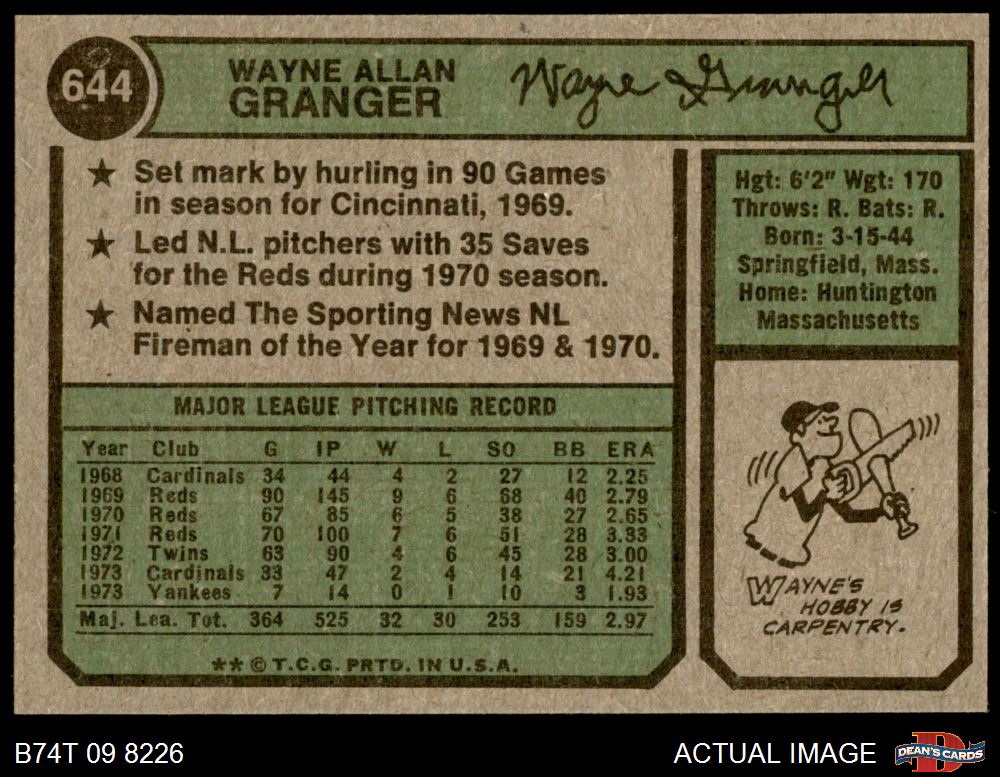 644
WAYNE ALLAN
GRANGER
Wayne Granger
★ Set mark by hurling in 90 Games
in season for Cincinnati, 1969.
★ Led N.L. pitchers with 35 Saves
for the Reds during 1970 season.
★ Named The Sporting News NL
Fireman of the Year for 1969 & 1970.
Hgt: 6'2" Wgt: 170
Throws: R. Bats: R.
Born: 3-15-44
Springfield, Mass.
Home: Huntington
Massachusetts
MAJOR LEAGUE PITCHING RECORD
Year Club G IP W L SO BB ERA
1968 Cardinals 34 44 4 2 27 12 2.25
1969 Reds 90 145 9 6 68 40 2.79
1970 Reds 67 85 6 5 38 27 2.65
1971 Reds 70 100 7 6 51 28 3.33
1972 Twins 63 90 4 6 45 28 3.00
1973 Cardinals 33 47 2 4 14 21 4.21
1973 Yankees 7 14 0 1 10 3 1.93
Maj. Lea. Tot. 364 525 32 30 253 159 2.97
** © T.C.G. PRTD. IN U.S.A.
WAYNE'S
HOBBY IS
CARPENTRY.
B74T 09 8226
ACTUAL IMAGE
DEAN'S CARDS